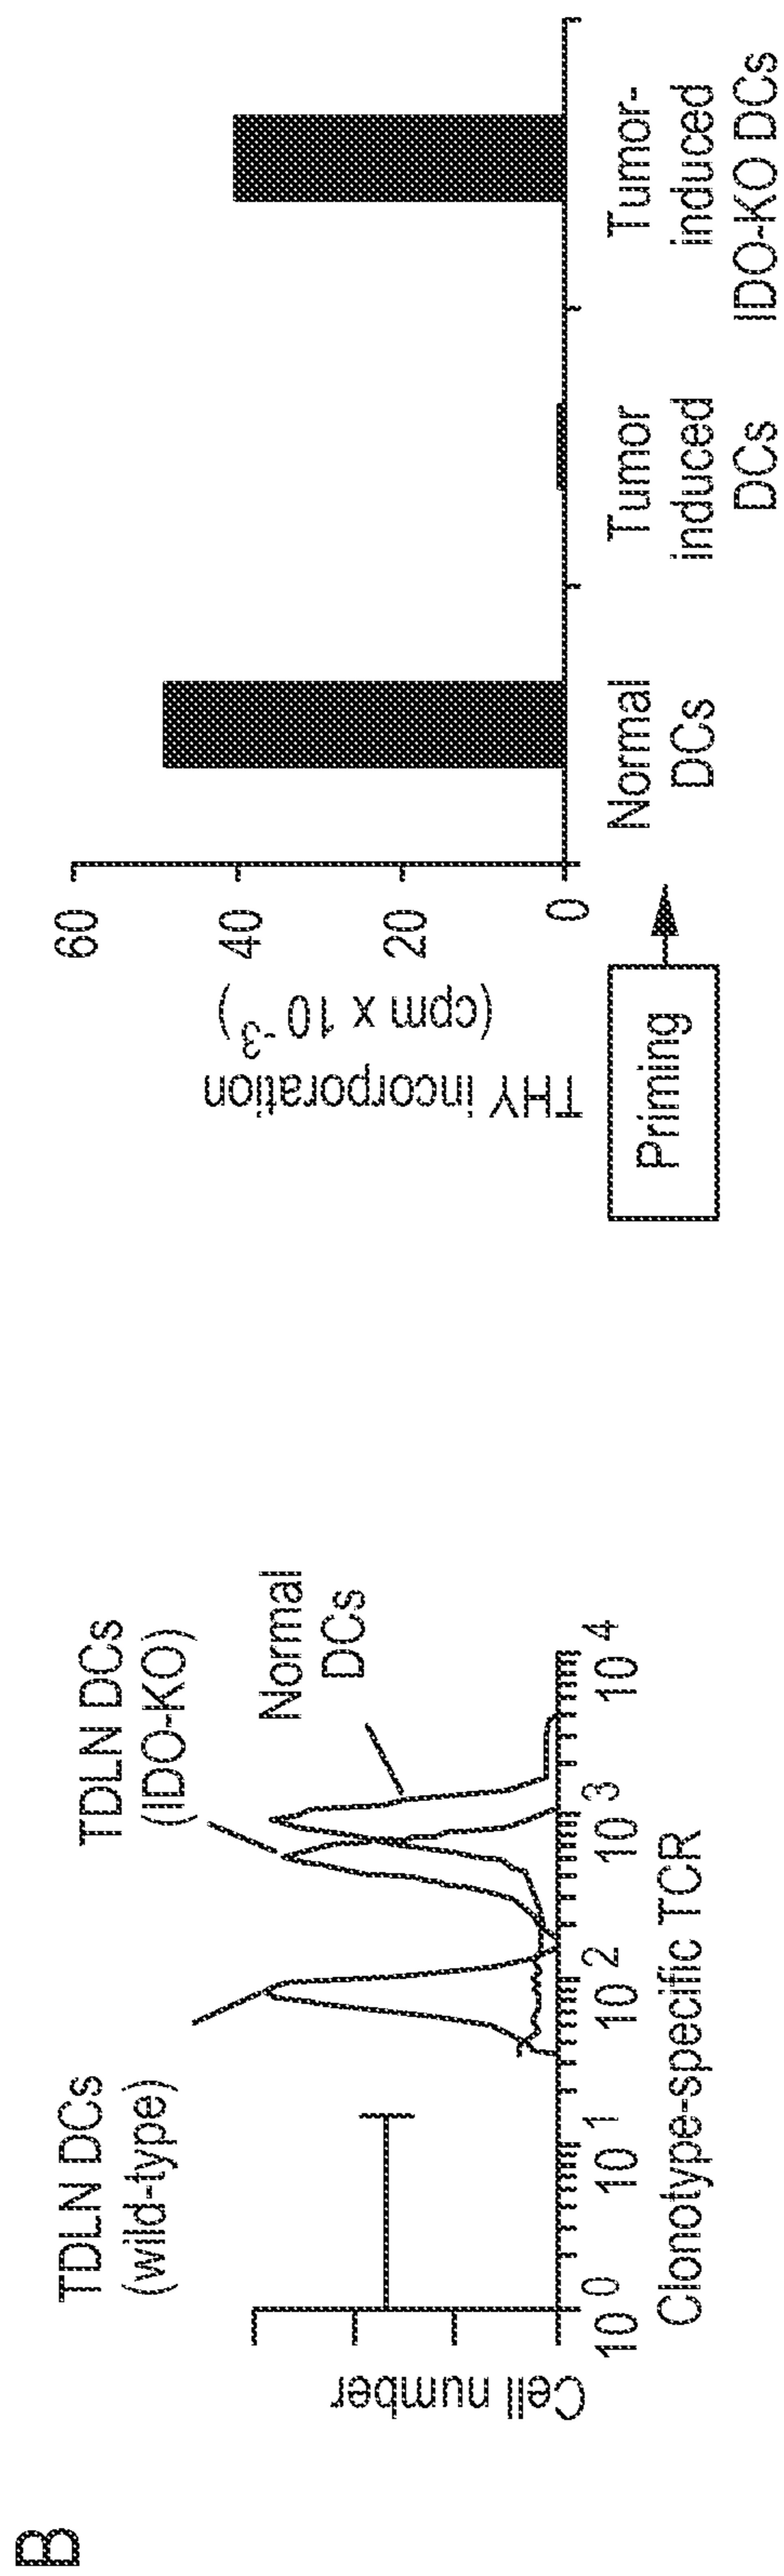 B
TDLN DCs
(wild-type)
TDLN DCs
(IDO-KO)
Normal
DCs
Cell number
10 0
10 1
10 2
10 3
10 4
Clonotype-specific TCR
THY incorporation
(cpm x 10 -3)
60
40
20
0
Priming
Normal
DCs
Tumor
induced
DCs
Tumor-
induced
IDO-KO DCs